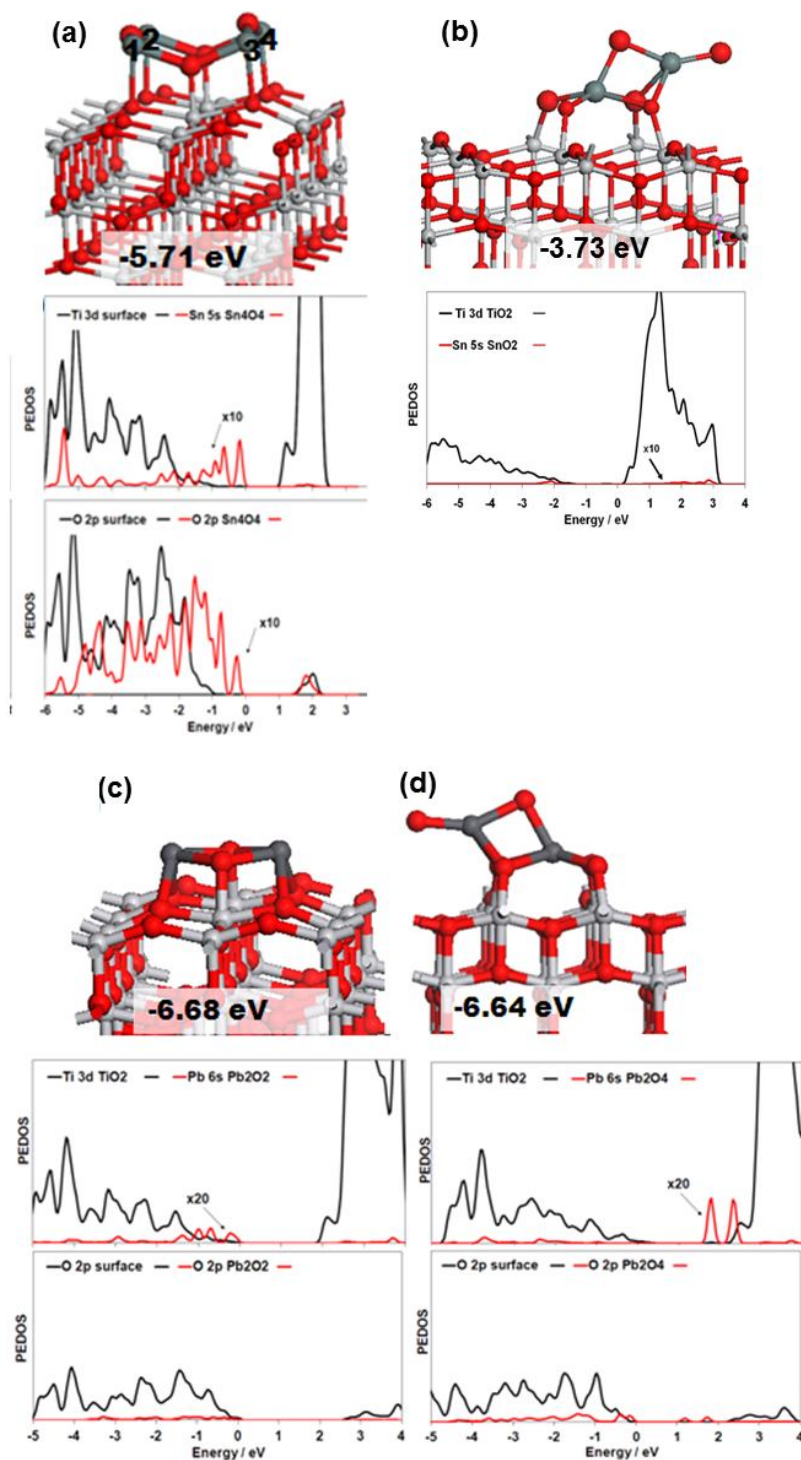 (a)
1 2 3 4
-5.71 eV
(b)
-3.73 eV
PEDOS
Ti 3d surface Sn 5s Sn4O4
x10
PEDOS
O 2p surface O 2p Sn4O4
x10
-6 -5 -4 -3 -2 -1 0 1 2 3
Energy / eV
PEDOS
Ti 3d TiO2
Sn 5s SnO2
x10
-6 -5 -4 -3 -2 -1 0 1 2 3 4
Energy / eV
(c)
-6.68 eV
(d)
-6.64 eV
PEDOS
Ti 3d TiO2 Pb 6s Pb2O2
x20
PEDOS
O 2p surface O 2p Pb2O2
-5 -4 -3 -2 -1 0 1 2 3 4
Energy / eV
PEDOS
Ti 3d TiO2 Pb 6s Pb2O4
x20
PEDOS
O 2p surface O 2p Pb2O4
-5 -4 -3 -2 -1 0 1 2 3 4
Energy / eV